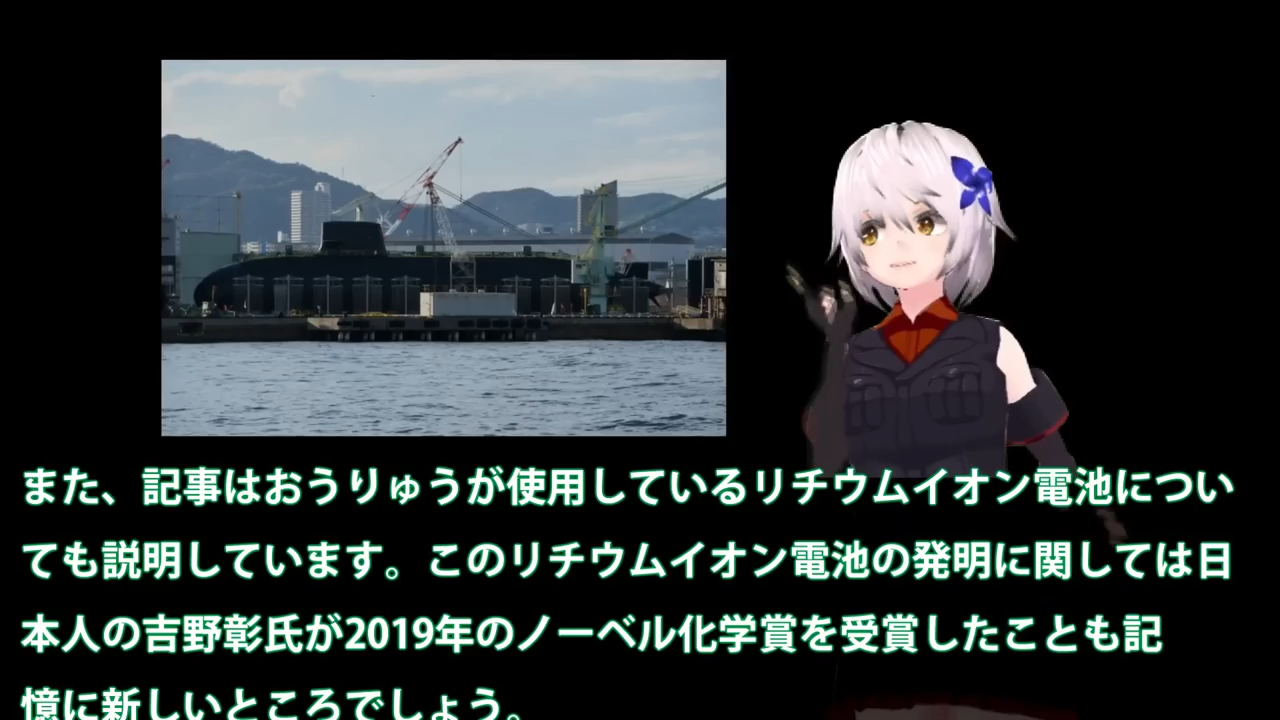 また、記事はおうりゅうが使用しているリチウムイオン電池につい
ても説明しています。このリチウムイオン電池の発明に関しては日
本人の吉野彰氏が2019年のノーベル化学賞を受賞したことも記
憶に新しいところでしょう。